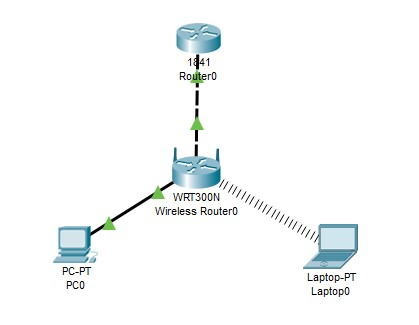 1841
Router0
WRT300N
Wireless Router0
PC-PT
PC0
Laptop-PT
Laptop0